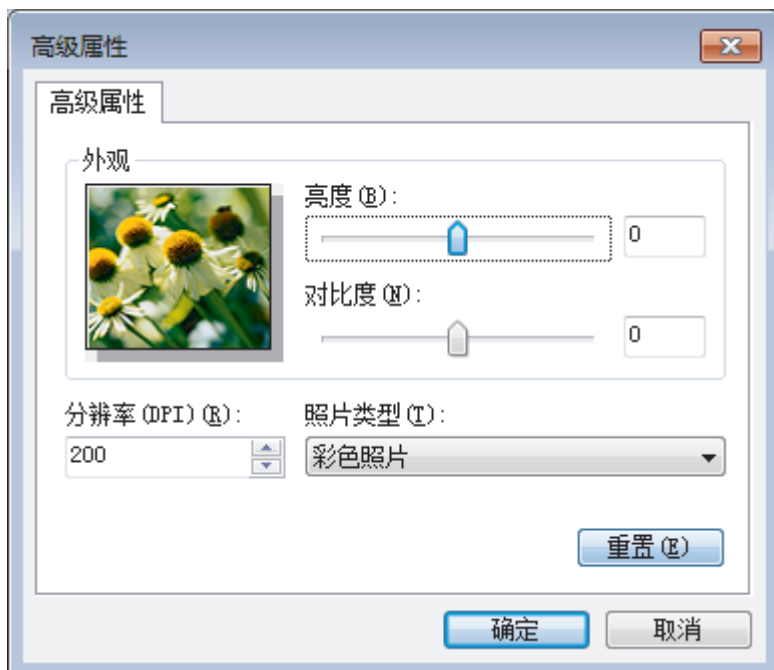 高级属性
高级属性
外观
亮度(B):
0
对比度(N):
0
分辨率(DPI)(R):
照片类型(T):
200
彩色照片
重置(E)
确定
取消